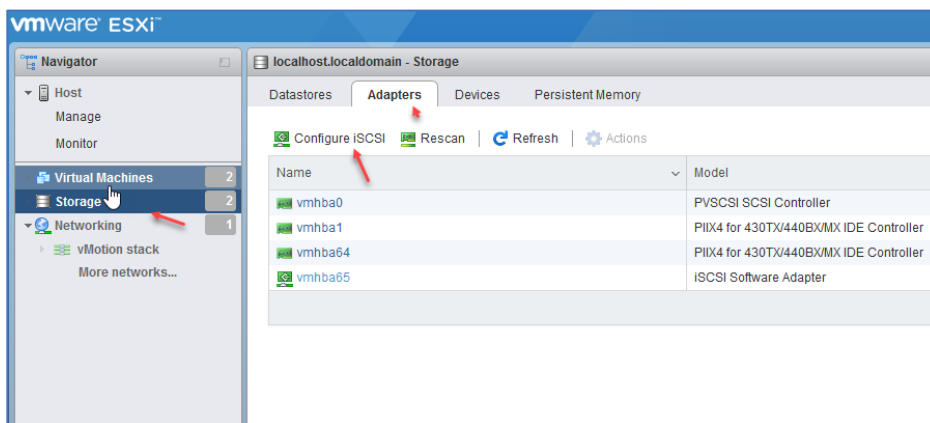 vmware ESXi™
Navigator
Host
Manage
Monitor
Virtual Machines 2
Storage 2
Networking 1
vMotion stack
More networks...
localhost.localdomain - Storage
Datastores Adapters Devices Persistent Memory
Configure iSCSI Rescan Refresh Actions
Name Model
vmhba0 PVSCSI SCSI Controller
vmhba1 PIIX4 for 430TX/440BX/MX IDE Controller
vmhba64 PIIX4 for 430TX/440BX/MX IDE Controller
vmhba65 iSCSI Software Adapter